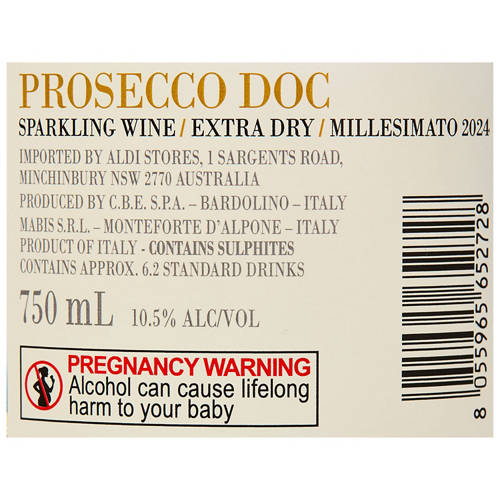 PROSECCO DOC
SPARKLING WINE / EXTRA DRY / MILLESIMATO 2024
IMPORTED BY ALDI STORES, 1 SARGENTS ROAD,
MINCHINBURY NSW 2770 AUSTRALIA
PRODUCED BY C.B.E. S.P.A. – BARDOLINO – ITALY
MABIS S.R.L. – MONTEFORTE D'ALPONE – ITALY
PRODUCT OF ITALY - CONTAINS SULPHITES
CONTAINS APPROX. 6.2 STANDARD DRINKS
750 mL 10.5% ALC/VOL
PREGNANCY WARNING
Alcohol can cause lifelong
harm to your baby
8 055965 652728